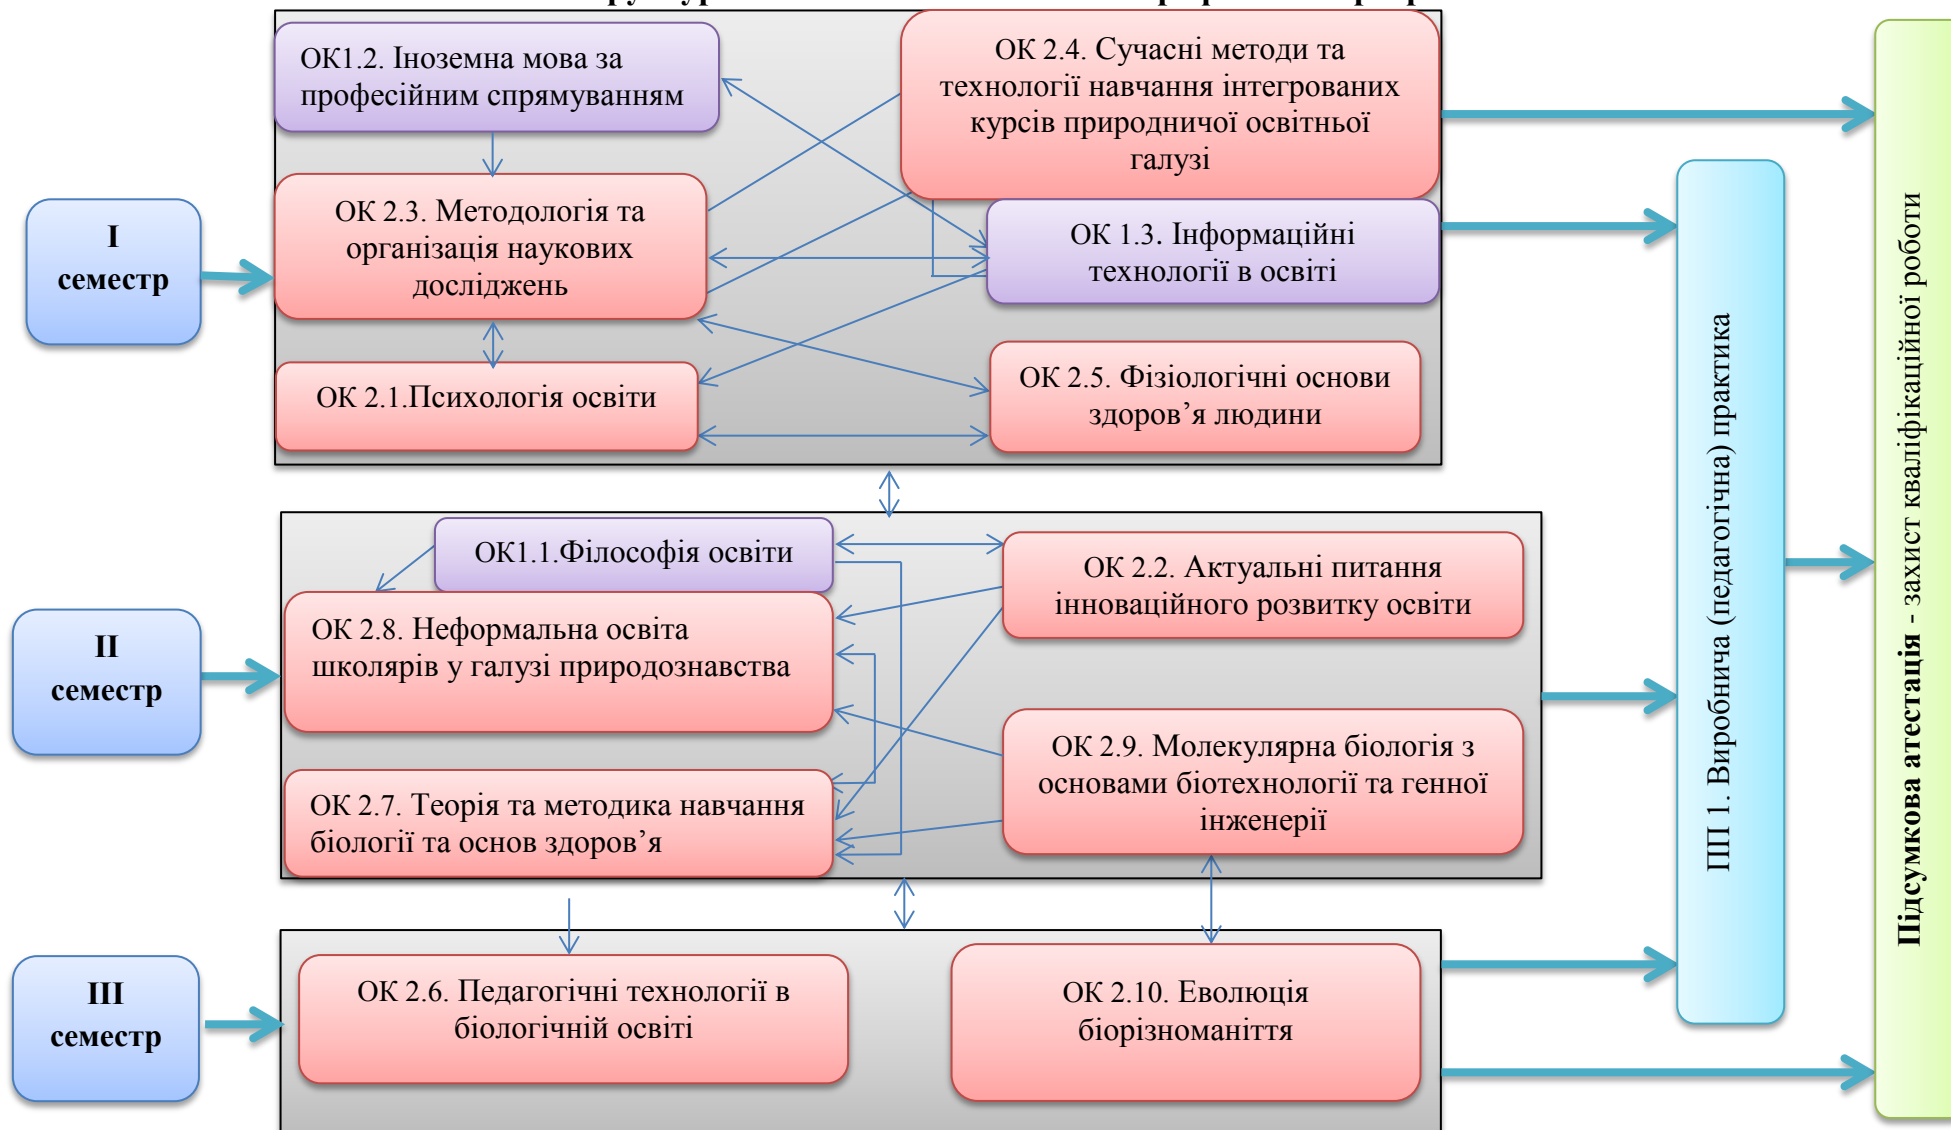 ОК1.2. Іноземна мова за
професійним спрямуванням
ОК 2.4. Сучасні методи та
технології навчання інтегрованих
курсів природничої освітньої
галузі
І
семестр
ОК 2.3. Методологія та
організація наукових
досліджень
ОК 1.3. Інформаційні
технології в освіті
ОК 2.1.Психологія освіти
ОК 2.5. Фізіологічні основи
здоров’я людини
ІІ
семестр
ОК1.1.Філософія освіти
ОК 2.2. Актуальні питання
інноваційного розвитку освіти
ОК 2.8. Неформальна освіта
школярів у галузі природознавства
ОК 2.9. Молекулярна біологія з
основами біотехнології та генної
інженерії
ОК 2.7. Теорія та методика навчання
біології та основ здоров’я
ІІІ
семестр
ОК 2.6. Педагогічні технології в
біологічній освіті
ОК 2.10. Еволюція
біорізноманіття
ПП 1. Виробнича (педагогічна) практика
Підсумкова атестація - захист кваліфікаційної роботи